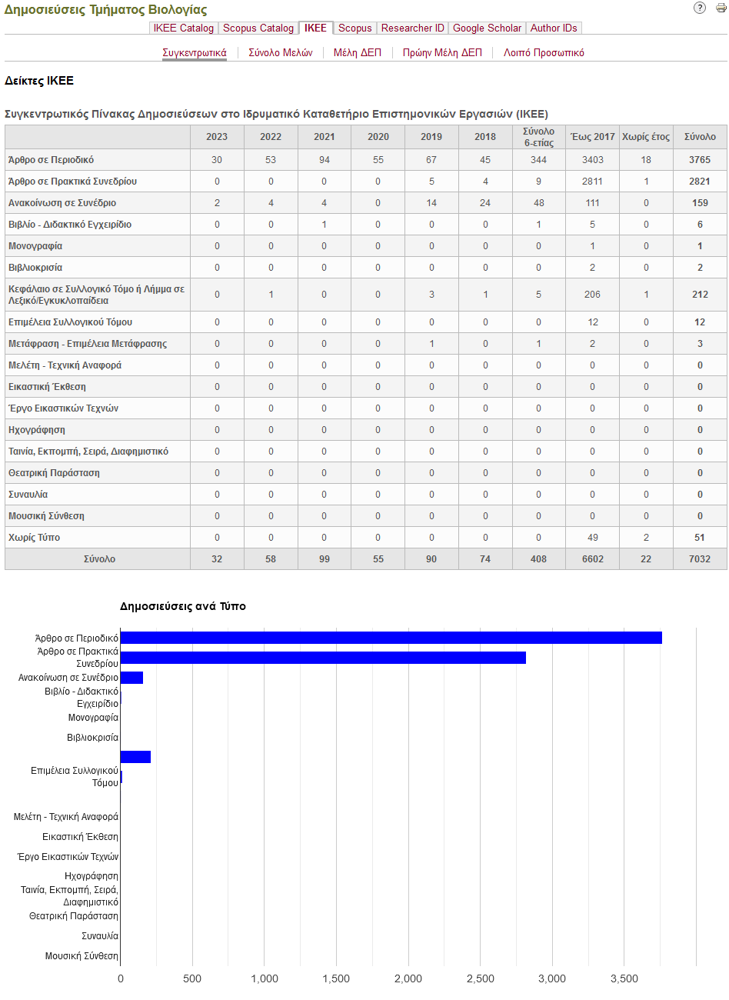 Δημοσιεύσεις Τμήματος Βιολογίας
?
IKEE Catalog Scopus Catalog IKEE Scopus Researcher ID Google Scholar Author IDs
Συγκεντρωτικά Σύνολο Μελών Μέλη ΔΕΠ Πρώην Μέλη ΔΕΠ Λοιπό Προσωπικό
Δείκτες ΙΚΕΕ
Συγκεντρωτικός Πίνακας Δημοσιεύσεων στο Ιδρυματικό Καταθετήριο Επιστημονικών Εργασιών (ΙΚΕΕ)
2023 2022 2021 2020 2019 2018 Σύνολο 6-ετίας Έως 2017 Χωρίς έτος Σύνολο
Άρθρο σε Περιοδικό 30 53 94 55 67 45 344 3403 18 3765
Άρθρο σε Πρακτικά Συνεδρίου 0 0 0 0 5 4 9 2811 1 2821
Ανακοίνωση σε Συνέδριο 2 4 4 0 14 24 48 111 0 159
Βιβλίο - Διδακτικό Εγχειρίδιο 0 0 1 0 0 0 1 5 0 6
Μονογραφία 0 0 0 0 0 0 0 1 0 1
Βιβλιοκρισία 0 0 0 0 0 0 0 2 0 2
Κεφάλαιο σε Συλλογικό Τόμο ή Λήμμα σε
Λεξικό/Εγκυκλοπαίδεια 0 1 0 0 3 1 5 206 1 212
Επιμέλεια Συλλογικού Τόμου 0 0 0 0 0 0 0 12 0 12
Μετάφραση - Επιμέλεια Μετάφρασης 0 0 0 0 1 0 1 2 0 3
Μελέτη - Τεχνική Αναφορά 0 0 0 0 0 0 0 0 0 0
Εικαστική Έκθεση 0 0 0 0 0 0 0 0 0 0
Έργο Εικαστικών Τεχνών 0 0 0 0 0 0 0 0 0 0
Ηχογράφηση 0 0 0 0 0 0 0 0 0 0
Ταινία, Εκπομπή, Σειρά, Διαφημιστικό 0 0 0 0 0 0 0 0 0 0
Θεατρική Παράσταση 0 0 0 0 0 0 0 0 0 0
Συναυλία 0 0 0 0 0 0 0 0 0 0
Μουσική Σύνθεση 0 0 0 0 0 0 0 0 0 0
Χωρίς Τύπο 0 0 0 0 0 0 0 49 2 51
Σύνολο 32 58 99 55 90 74 408 6602 22 7032
Δημοσιεύσεις ανά Τύπο
Άρθρο σε Περιοδικό
Άρθρο σε Πρακτικά
Συνεδρίου
Ανακοίνωση σε Συνέδριο
Βιβλίο - Διδακτικό
Εγχειρίδιο
Μονογραφία
Βιβλιοκρισία
Επιμέλεια Συλλογικού
Τόμου
Μελέτη - Τεχνική Αναφορά
Εικαστική Έκθεση
Έργο Εικαστικών Τεχνών
Ηχογράφηση
Ταινία, Εκπομπή, Σειρά,
Διαφημιστικό
Θεατρική Παράσταση
Συναυλία
Μουσική Σύνθεση
0 500 1,000 1,500 2,000 2,500 3,000 3,500